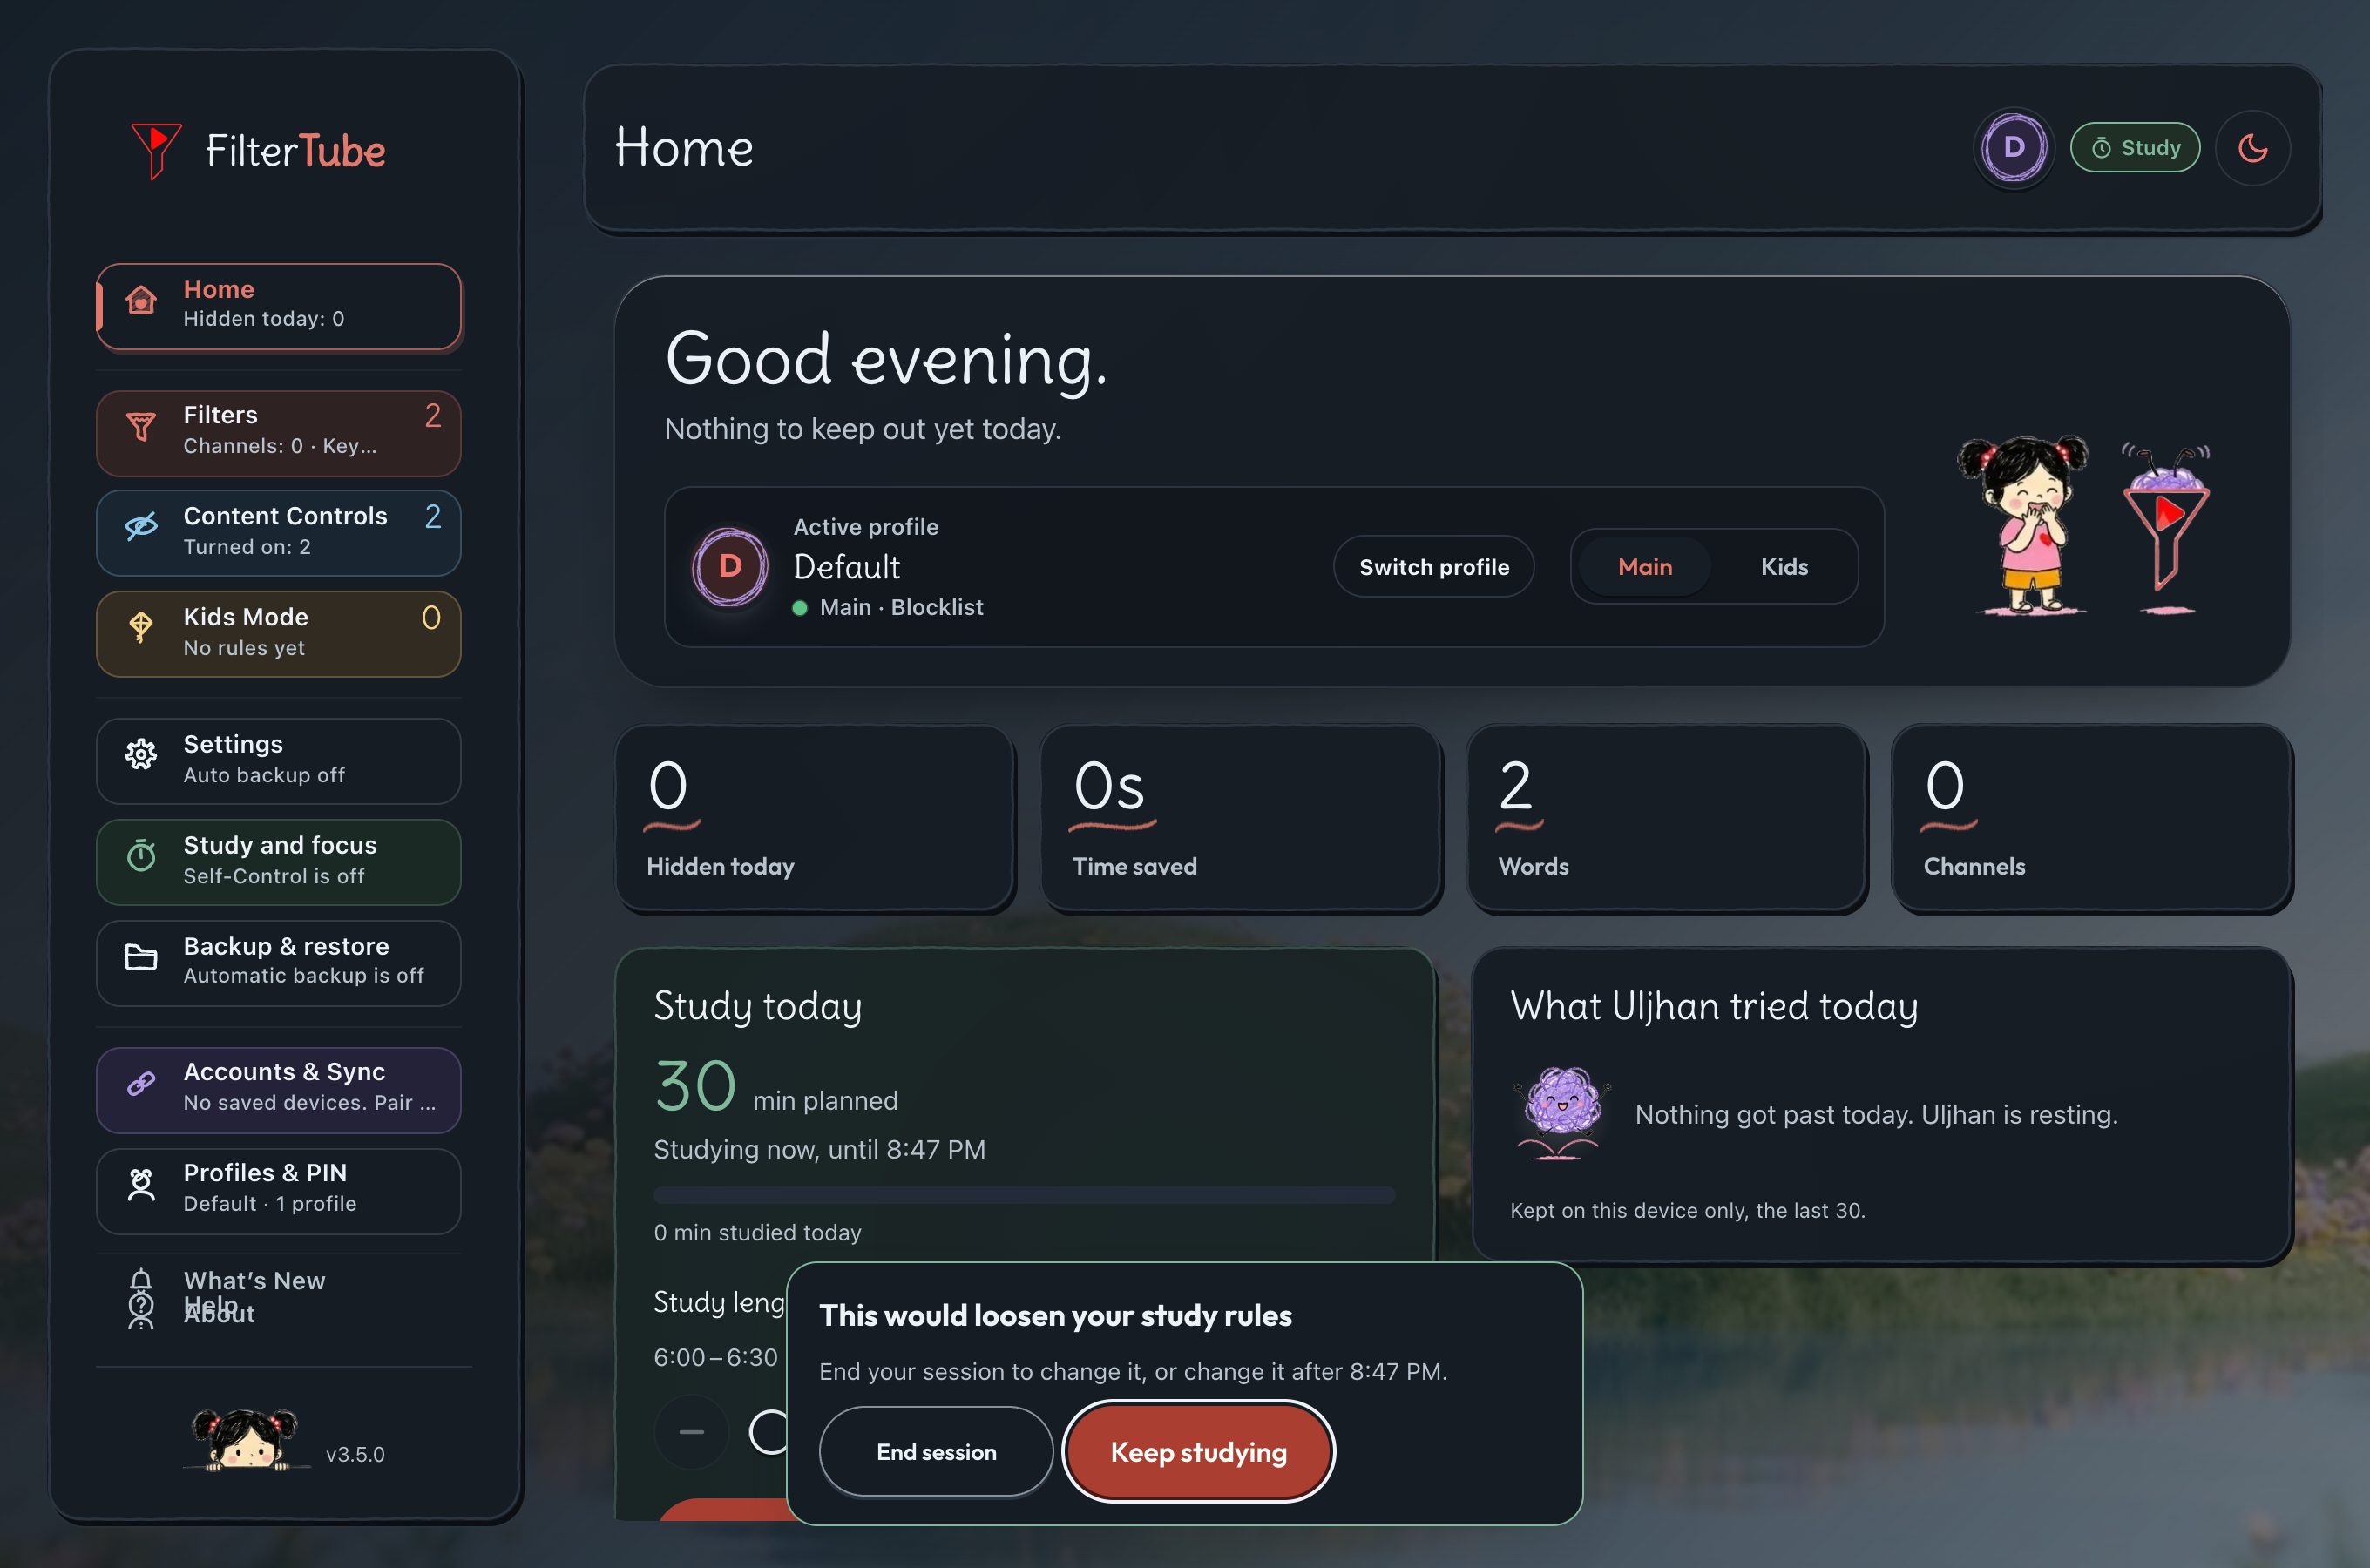 FilterTube
Home
Hidden today: 0
Filters
2
Channels: 0 · Key...
Content Controls
2
Turned on: 2
Kids Mode
0
No rules yet
Settings
Auto backup off
Study and focus
Self-Control is off
Backup & restore
Automatic backup is off
Accounts & Sync
No saved devices. Pair ...
Profiles & PIN
Default · 1 profile
What's New
Help
About
v3.5.0
Home
D
Study
Good evening.
Nothing to keep out yet today.
D
Active profile
Default
Main · Blocklist
Switch profile
Main
Kids
0
Hidden today
0s
Time saved
2
Words
0
Channels
Study today
30 min planned
Studying now, until 8:47 PM
0 min studied today
Study leng
6:00–6:30
What Uljhan tried today
Nothing got past today. Uljhan is resting.
Kept on this device only, the last 30.
This would loosen your study rules
End your session to change it, or change it after 8:47 PM.
End session
Keep studying